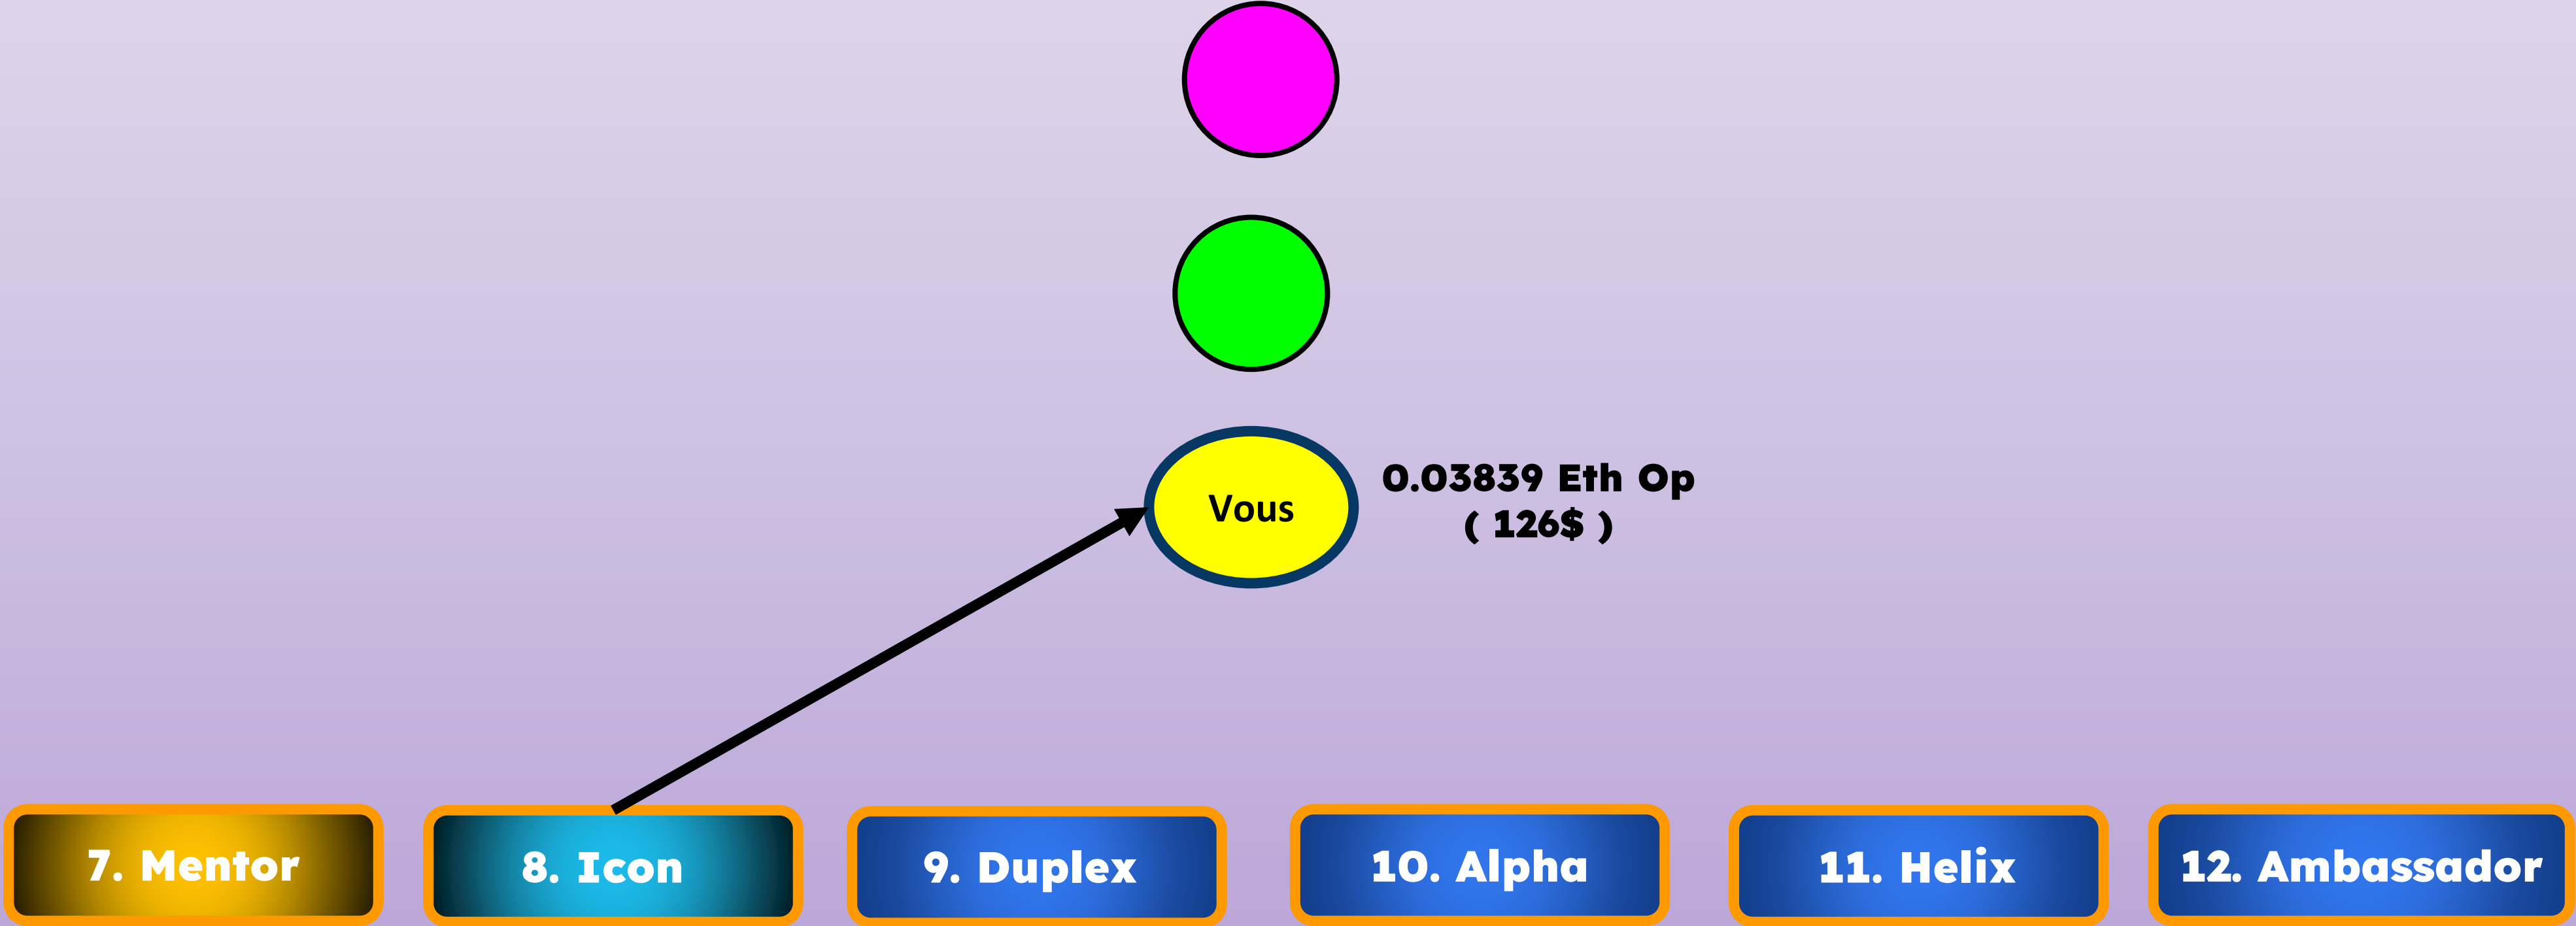 Vous
0.03839 Eth Op
( 126$ )
7. Mentor
8. Icon
9. Duplex
10. Alpha
11. Helix
12. Ambassador